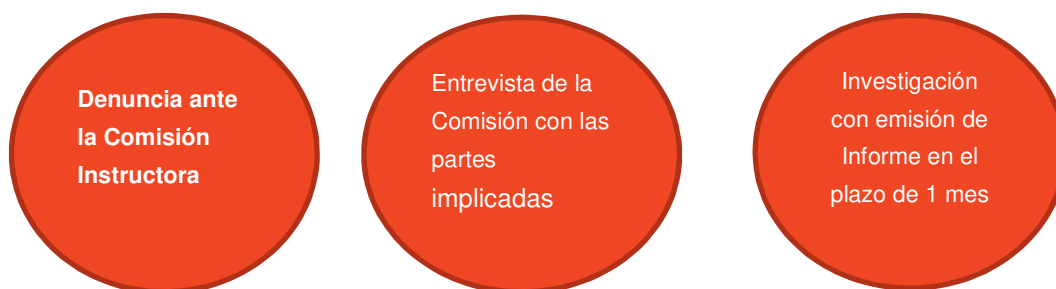 Denuncia ante
la Comisión
Instructora
Entrevista de la
Comisión con las
partes
implicadas
Investigación
con emisión de
Informe en el
plazo de 1 mes